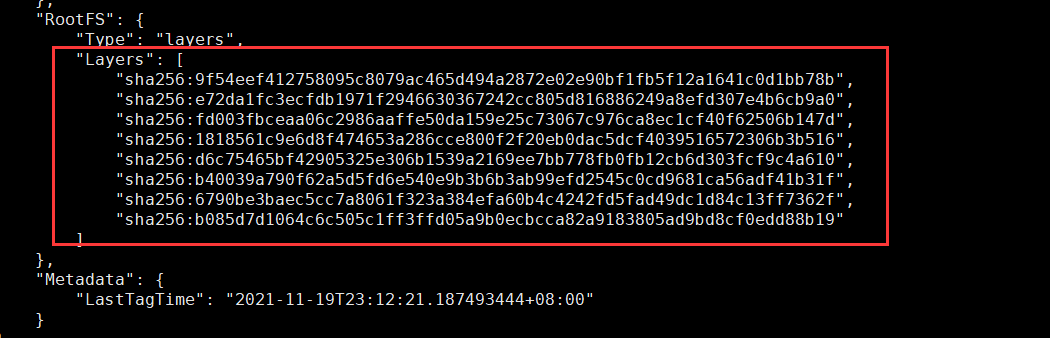 },
"RootFS": {
"Type": "layers",
"Layers": [
"sha256:9f54eef412758095c8079ac465d494a2872e02e90bf1fb5f12a1641c0d1bb78b",
"sha256:e72da1fc3ecfdb1971f2946630367242cc805d816886249a8efd307e4b6cb9a0",
"sha256:fd003fbceaa06c2986aaffe50da159e25c73067c976ca8ec1cf40f62506b147d",
"sha256:1818561c9e6d8f474653a286cce800f2f20eb0dac5dcf4039516572306b3b516",
"sha256:d6c75465bf42905325e306b1539a2169ee7bb778fb0fb12cb6d303fcf9c4a610",
"sha256:b40039a790f62a5d5fd6e540e9b3b6b3ab99efd2545c0cd9681ca56adf41b31f",
"sha256:6790be3baec5cc7a8061f323a384efa60b4c4242fd5fad49dc1d84c13ff7362f",
"sha256:b085d7d1064c6c505c1ff3ffd05a9b0ecbcca82a9183805ad9bd8cf0edd88b19"
]
},
"Metadata": {
"LastTagTime": "2021-11-19T23:12:21.187493444+08:00"
}